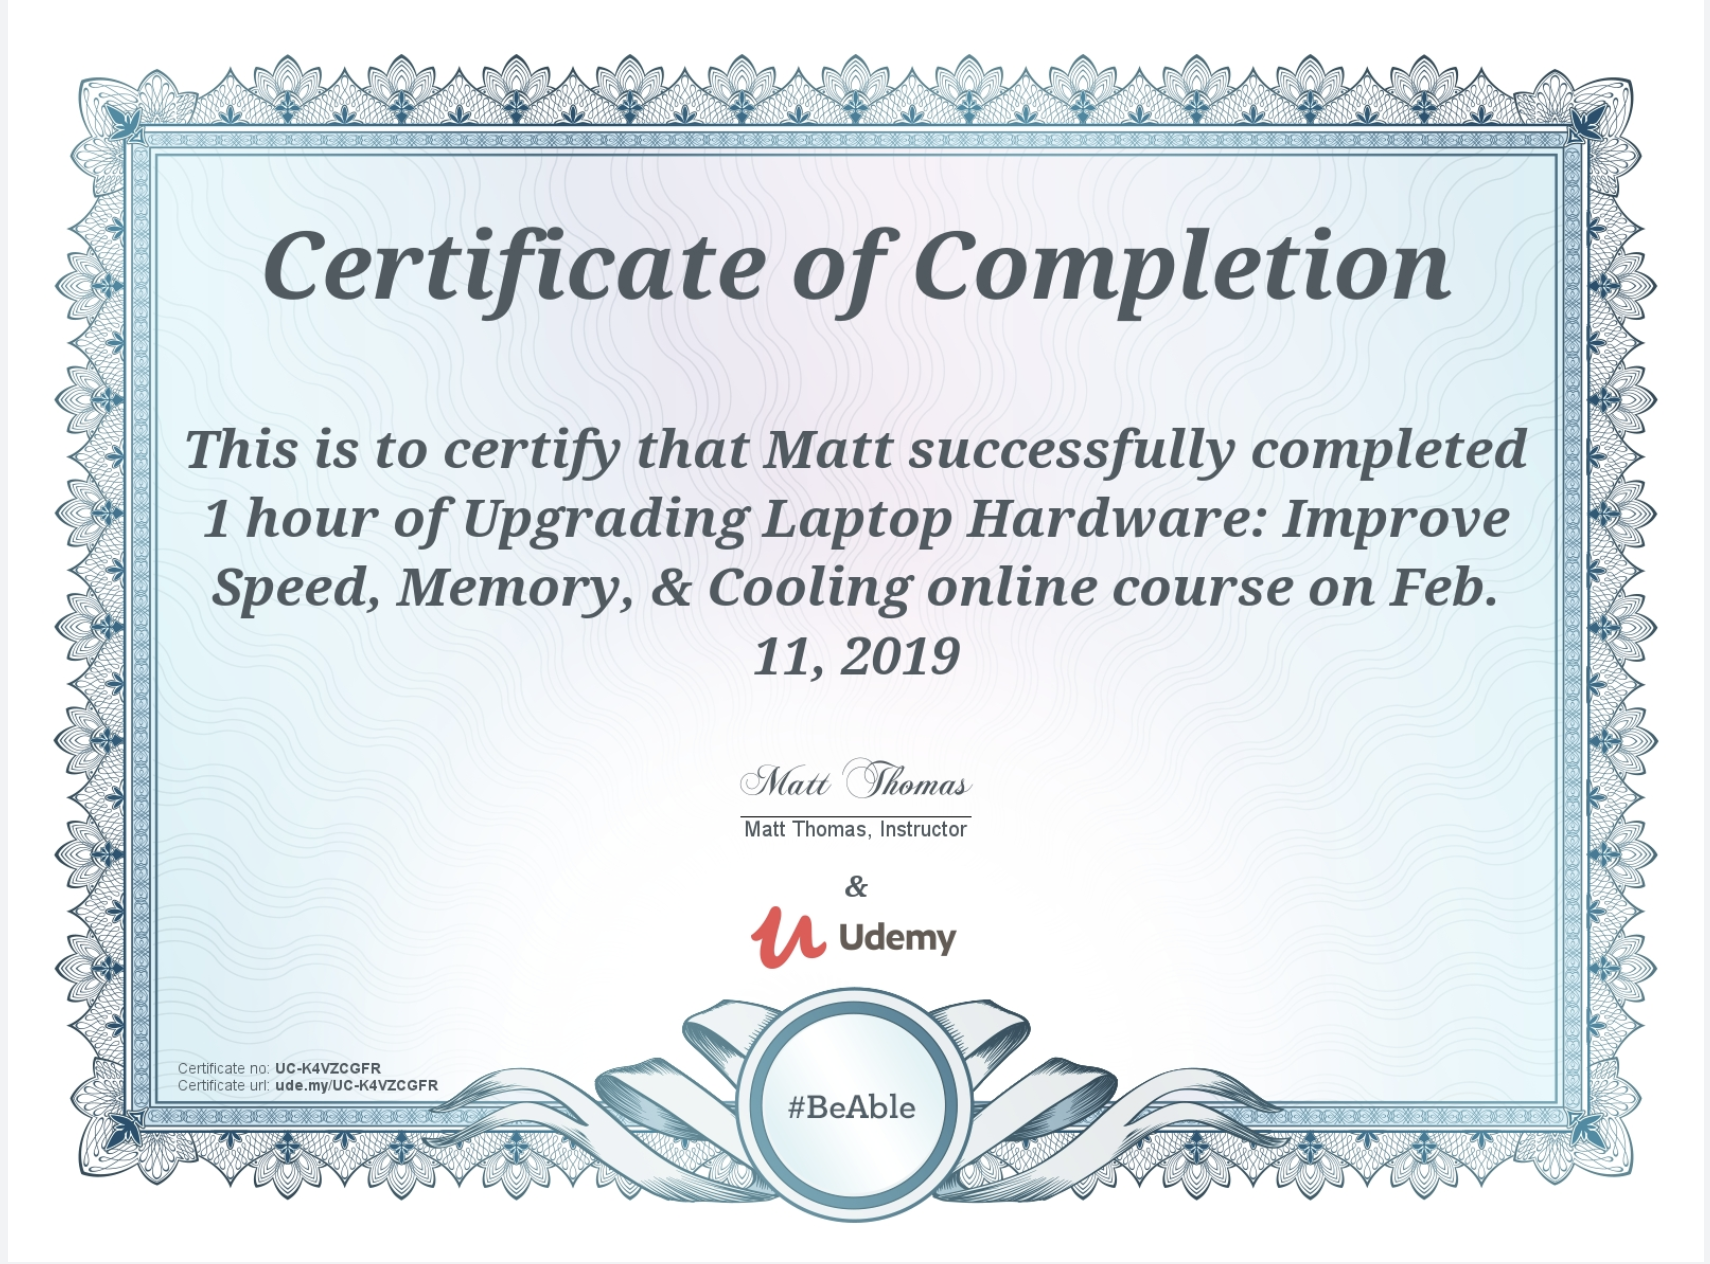 Certificate of Completion
This is to certify that Matt successfully completed
1 hour of Upgrading Laptop Hardware: Improve
Speed, Memory, & Cooling online course on Feb.
11, 2019
Matt Thomas
Matt Thomas, Instructor
&
Udemy
Certificate no: UC-K4VZCGFR
Certificate url: ude.my/UC-K4VZCGFR
#BeAble